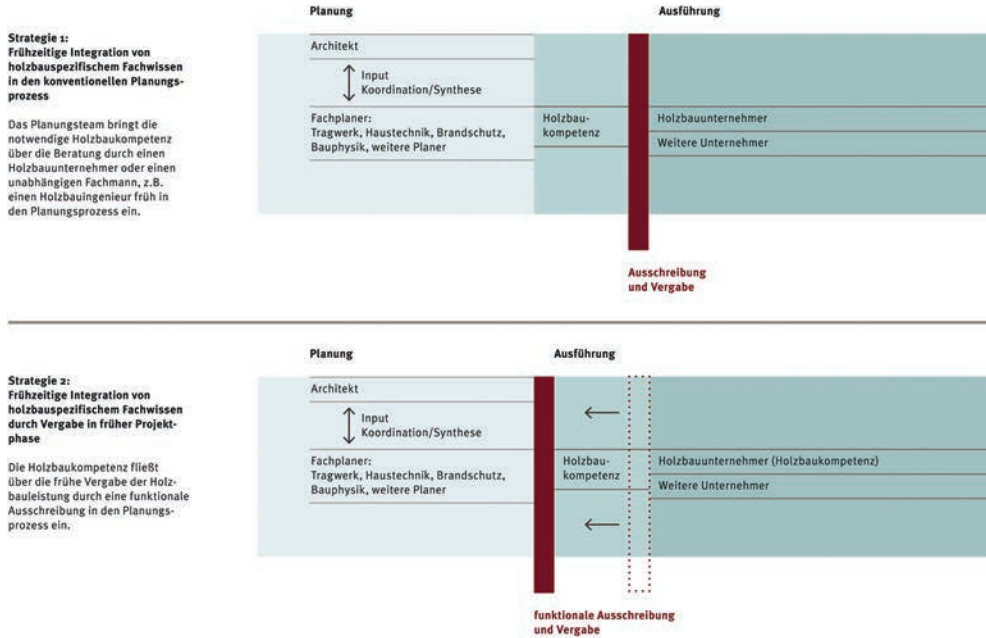 Planung
Ausführung
Strategie 1:
Frühzeitige Integration von
holzbauspezifischem Fachwissen
in den konventionellen Planungs-
prozess
Das Planungsteam bringt die
notwendige Holzbaukompetenz
über die Beratung durch einen
Holzbauunternehmer oder einen
unabhängigen Fachmann, z.B.
einen Holzbauingenieur früh in
den Planungsprozess ein.
Architekt
Input
Koordination/Synthese
Fachplaner:
Tragwerk, Haustechnik, Brandschutz,
Bauphysik, weitere Planer
Holzbau-
kompetenz
Holzbauunternehmer
Weitere Unternehmer
Ausschreibung
und Vergabe
Planung
Ausführung
Strategie 2:
Frühzeitige Integration von
holzbauspezifischem Fachwissen
durch Vergabe in früher Projekt-
phase
Die Holzbaukompetenz fließt
über die frühe Vergabe der Holz-
bauleistung durch eine funktionale
Ausschreibung in den Planungs-
prozess ein.
Architekt
Input
Koordination/Synthese
Fachplaner:
Tragwerk, Haustechnik, Brandschutz,
Bauphysik, weitere Planer
Holzbau-
kompetenz
Holzbauunternehmer (Holzbaukompetenz)
Weitere Unternehmer
funktionale Ausschreibung
und Vergabe